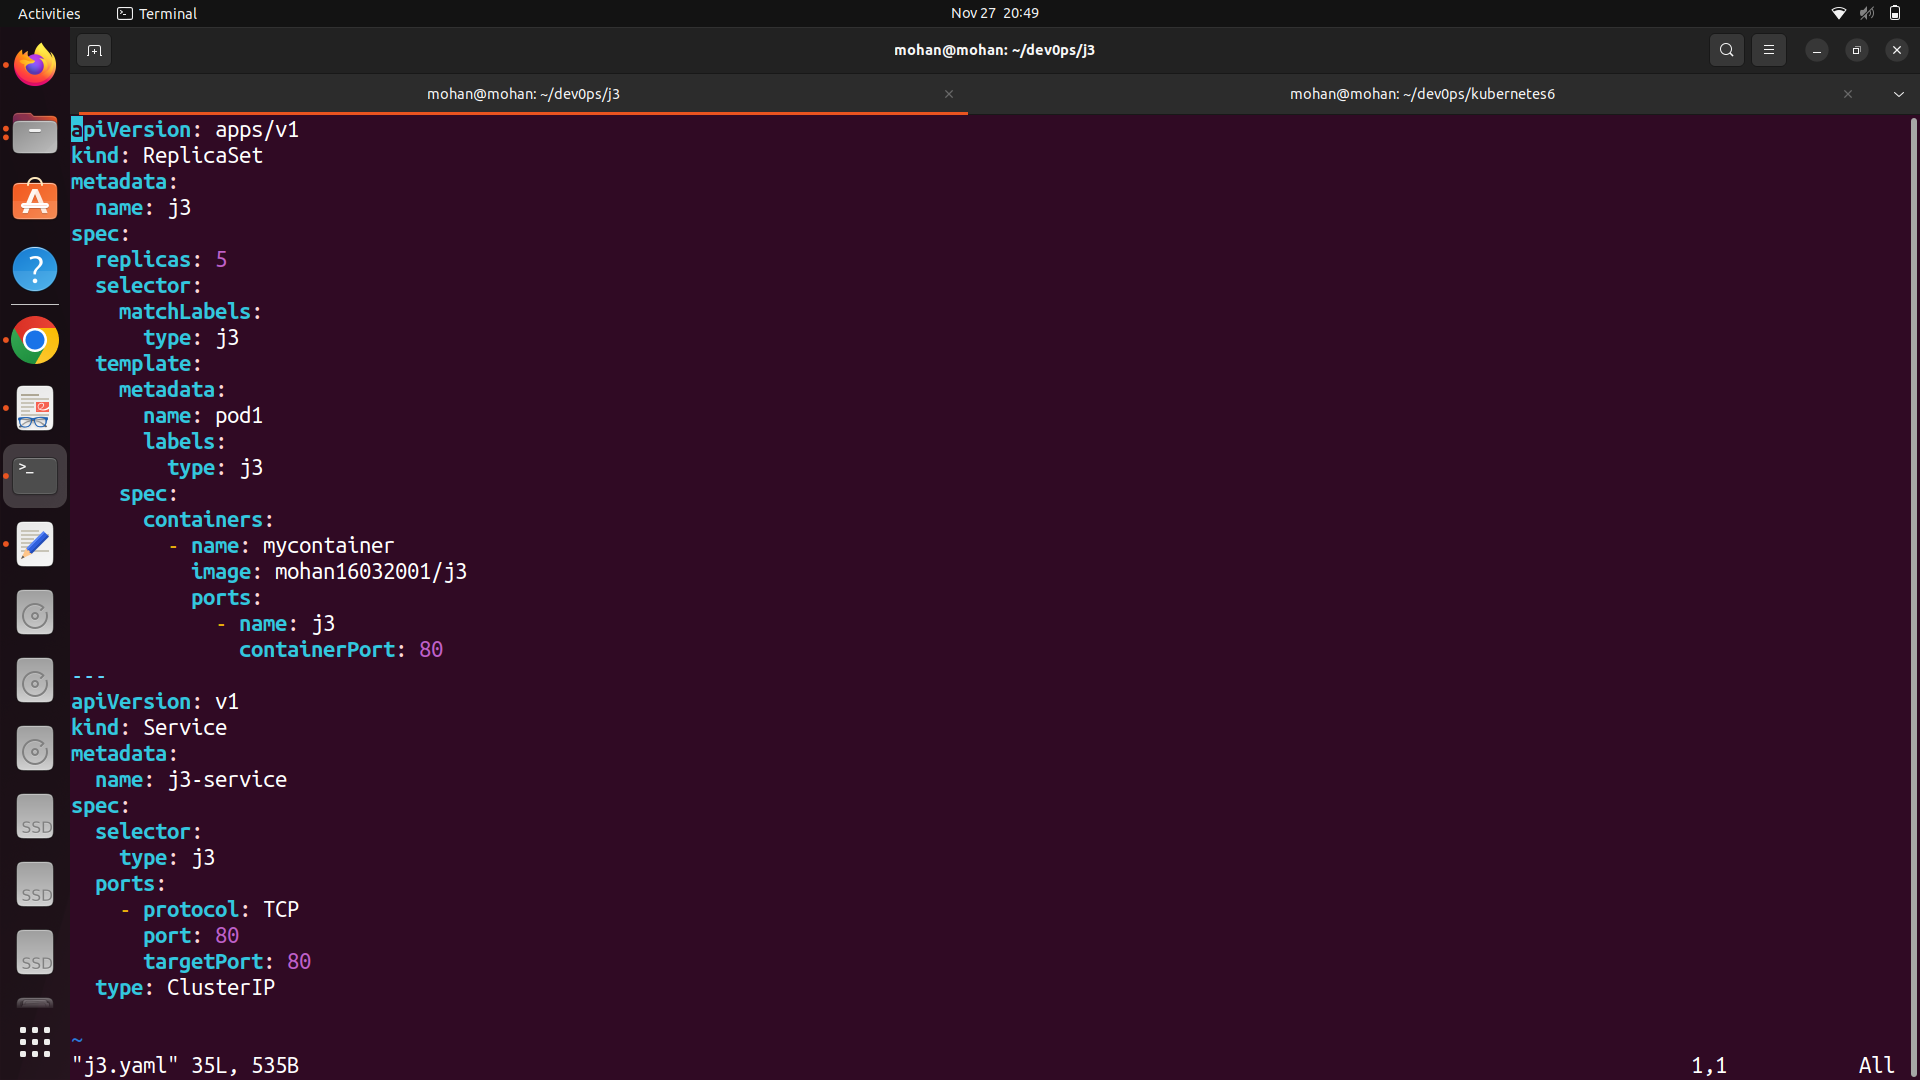 Activities
Terminal
Nov 27 20:49
mohan@mohan: ~/dev0ps/j3
mohan@mohan: ~/dev0ps/j3
mohan@mohan: ~/dev0ps/kubernetes6
apiVersion: apps/v1
kind: ReplicaSet
metadata:
  name: j3
spec:
  replicas: 5
  selector:
    matchLabels:
      type: j3
  template:
    metadata:
      name: pod1
      labels:
        type: j3
    spec:
      containers:
        - name: mycontainer
          image: mohan16032001/j3
          ports:
            - name: j3
              containerPort: 80
---
apiVersion: v1
kind: Service
metadata:
  name: j3-service
spec:
  selector:
    type: j3
  ports:
    - protocol: TCP
      port: 80
      targetPort: 80
  type: ClusterIP
~
"j3.yaml" 35L, 535B
1,1
All
SSD
SSD
SSD